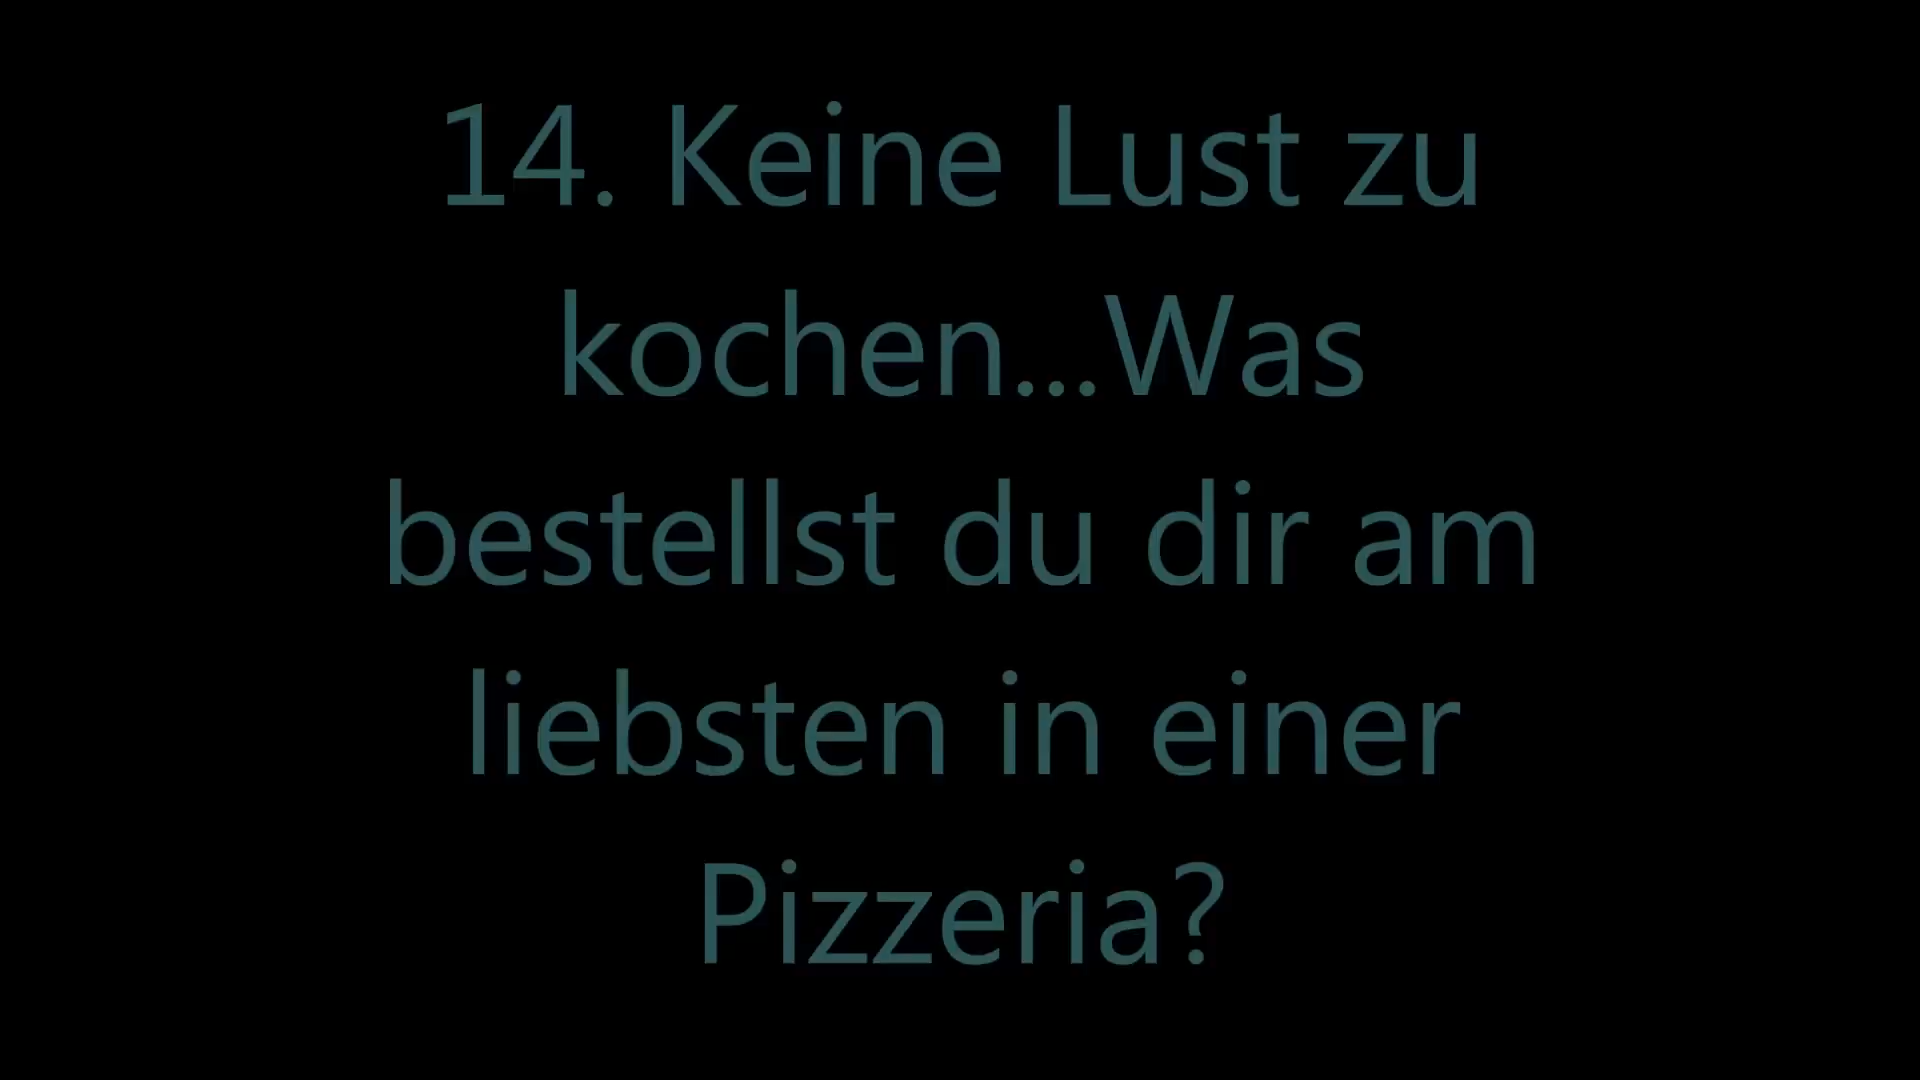 14. Keine Lust zu
kochen...Was
bestellst du dir am
liebsten in einer
Pizzeria?